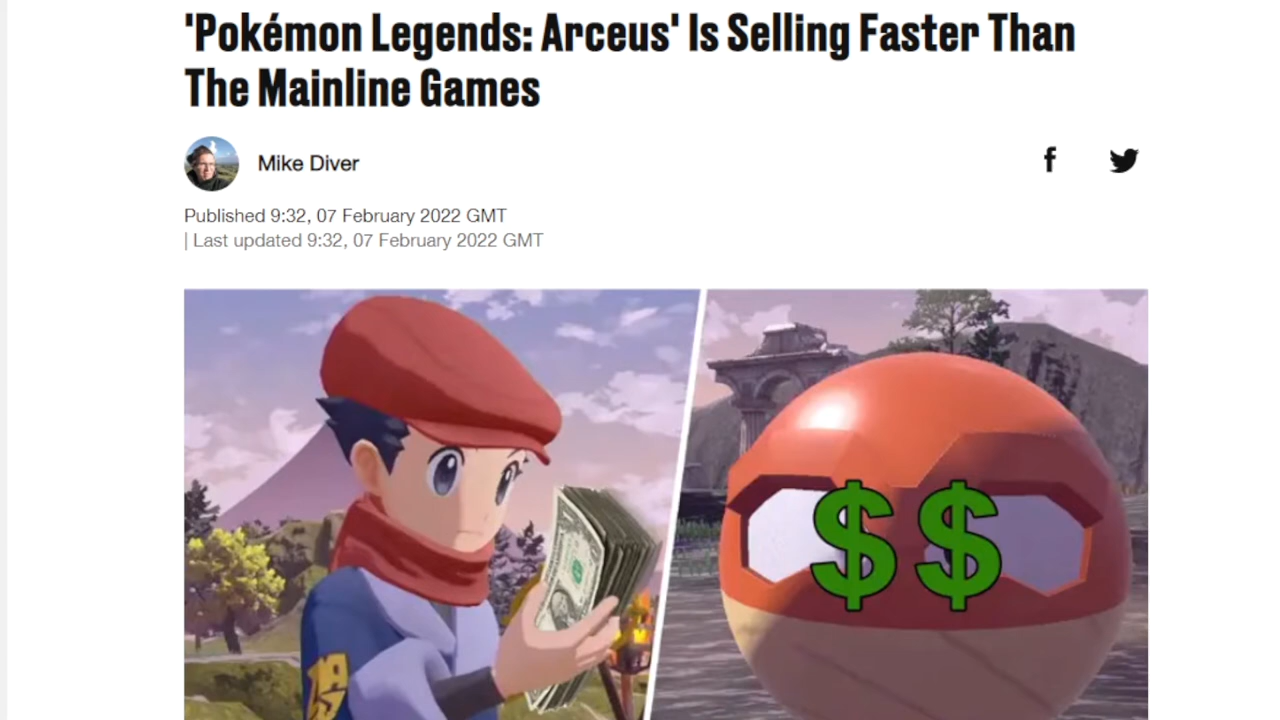 'Pokémon Legends: Arceus' Is Selling Faster Than
The Mainline Games
Mike Diver
Published 9:32, 07 February 2022 GMT
| Last updated 9:32, 07 February 2022 GMT
$ $